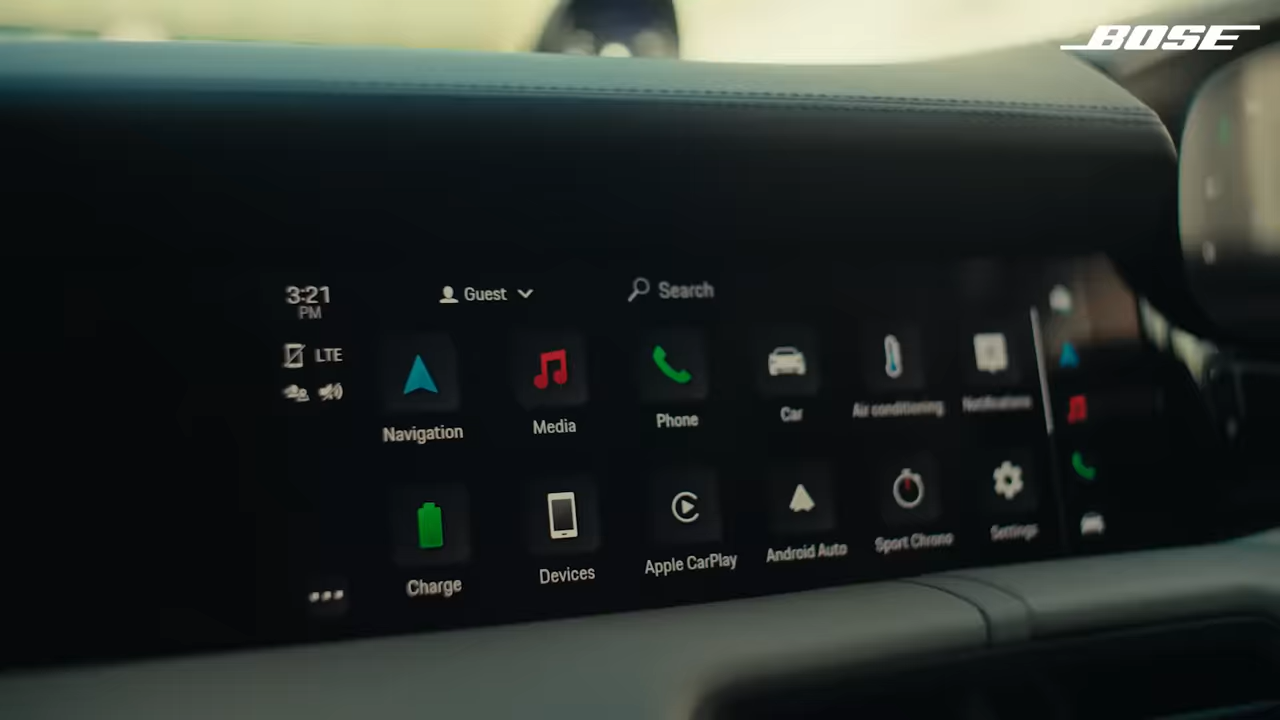 BOSE
3:21
PM
Guest
Search
LTE
Navigation
Media
Phone
Car
Air conditioning
Notifications
Charge
Devices
Apple CarPlay
Android Auto
Sport Chrono
Settings